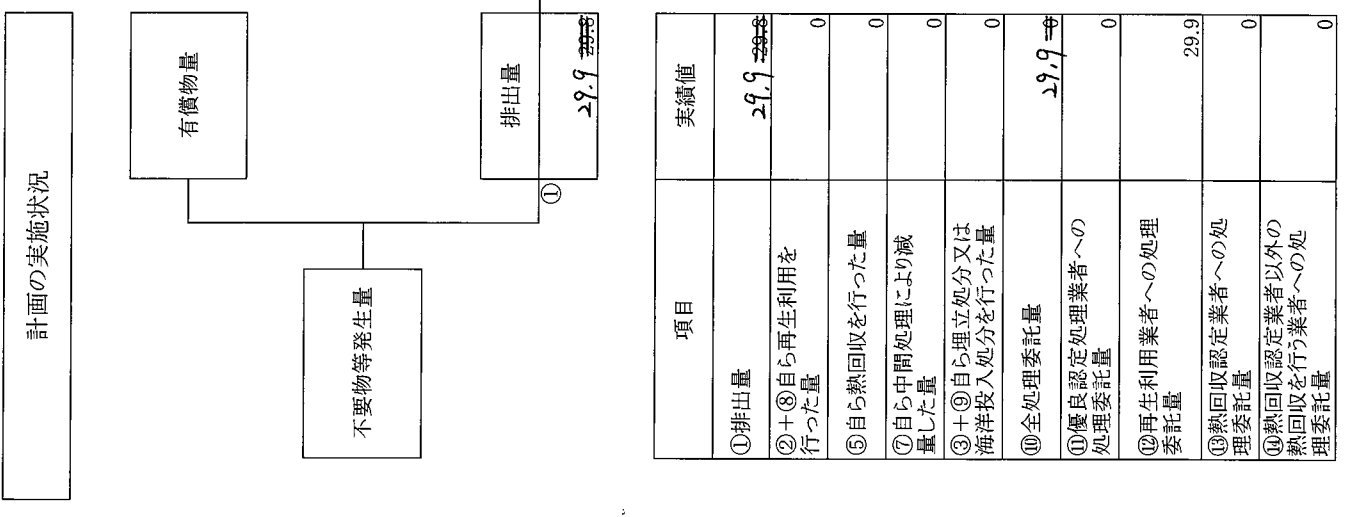 計画の実施状況
有償物量
不要物等発生量
排出量
①
29.9 29.8
項目
実績値
①排出量
29.9 29.8
②+⑧自ら再生利用を
行った量
0
⑤自ら熱回収を行った量
0
⑦自ら中間処理により減
量した量
0
③+⑨自ら埋立処分又は
海洋投入処分を行った量
0
⑩全処理委託量
29.9 0
⑪優良認定処理業者への
処理委託量
0
⑫再生利用業者への処理
委託量
29.9
⑬熱回収認定業者への処
理委託量
0
⑭熱回収認定業者以外の
熱回収を行う業者への処
理委託量
0